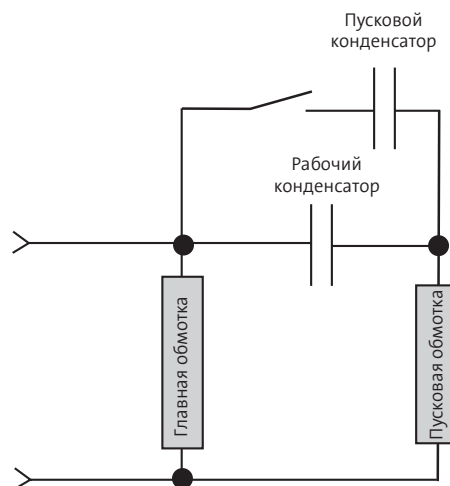 Пусковой
конденсатор
Рабочий
конденсатор
Главная обмотка
Пусковая обмотка